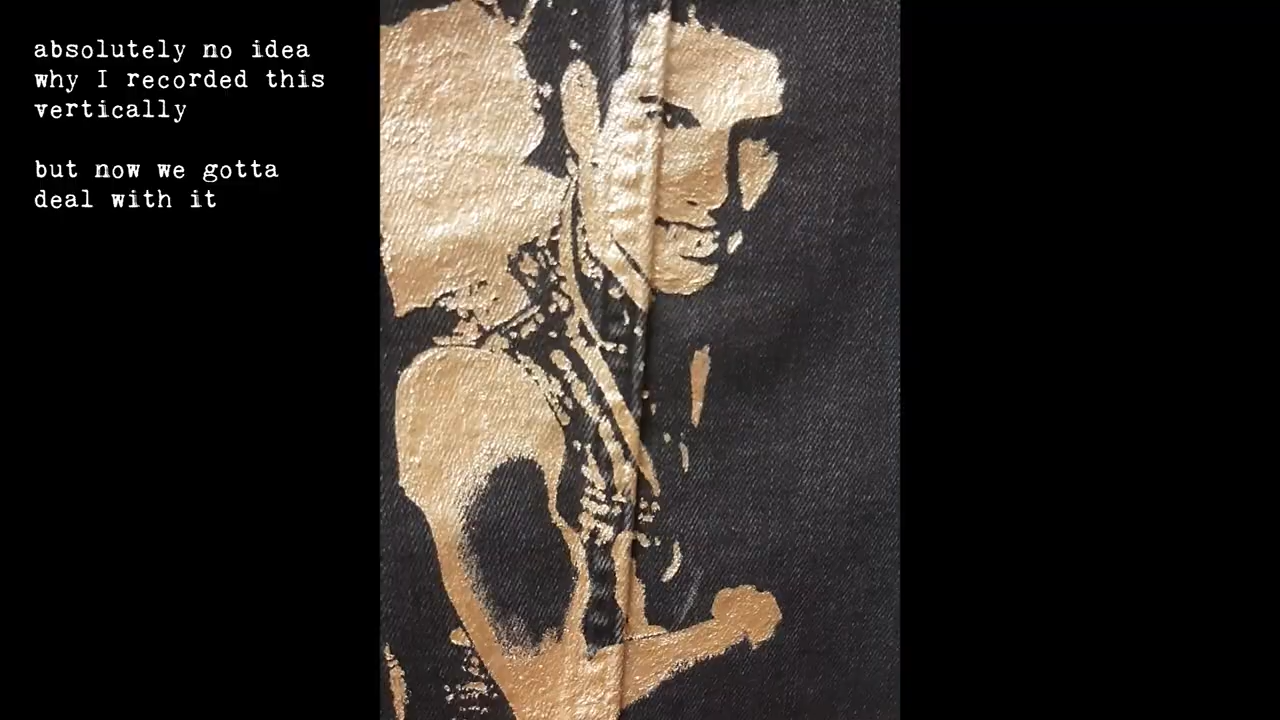 absolutely no idea
why I recorded this
vertically
but now we gotta
deal with it